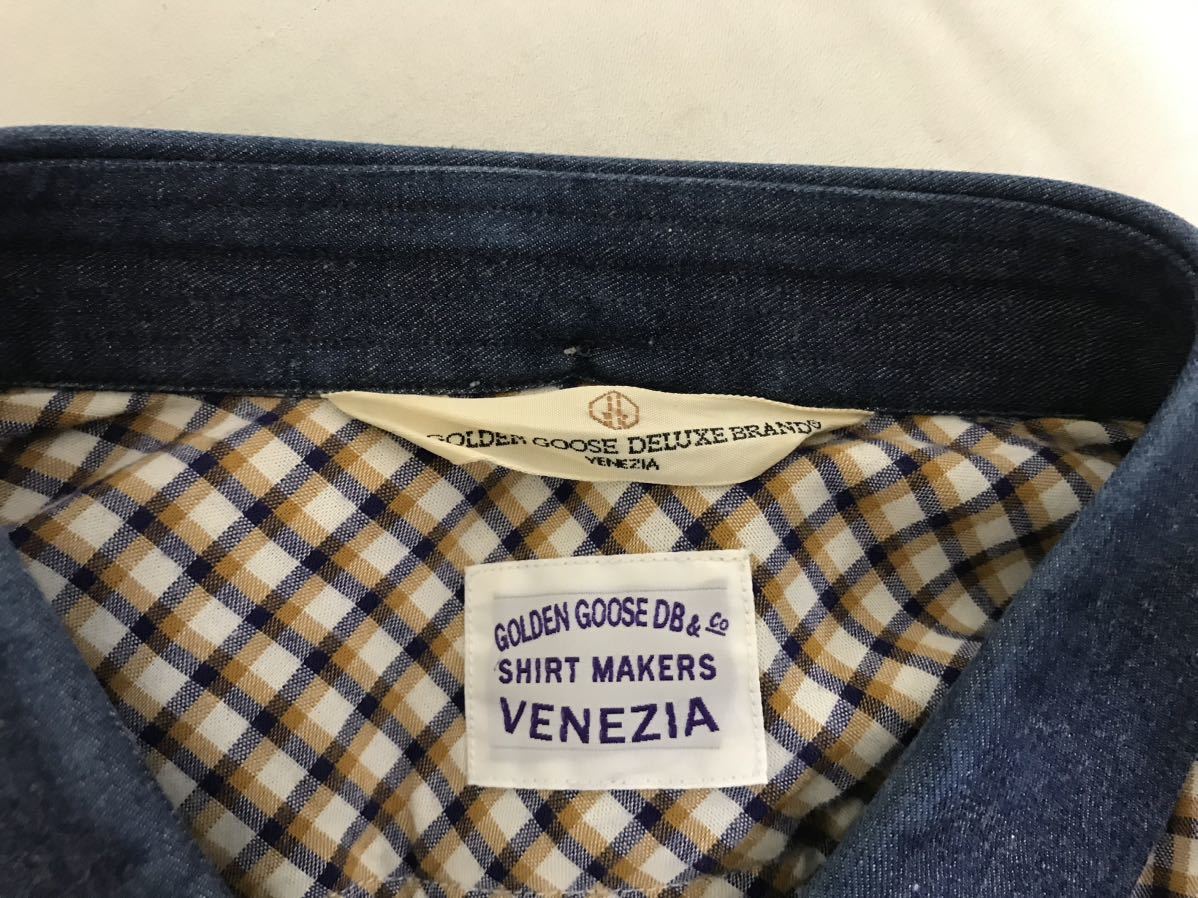 GOLDEN GOOSE DELUXE BRAND®
VENEZIA
GOLDEN GOOSE DB & Co
SHIRT MAKERS
VENEZIA